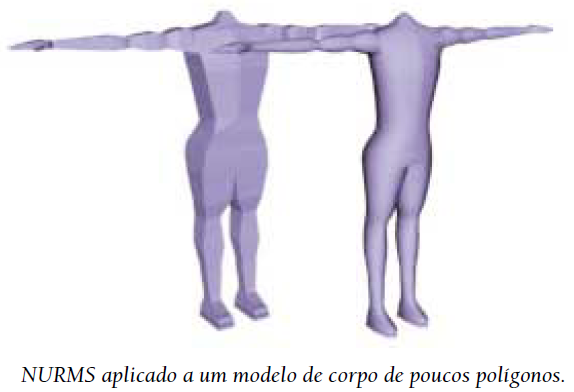 NURMS aplicado a um modelo de corpo de poucos polígonos.